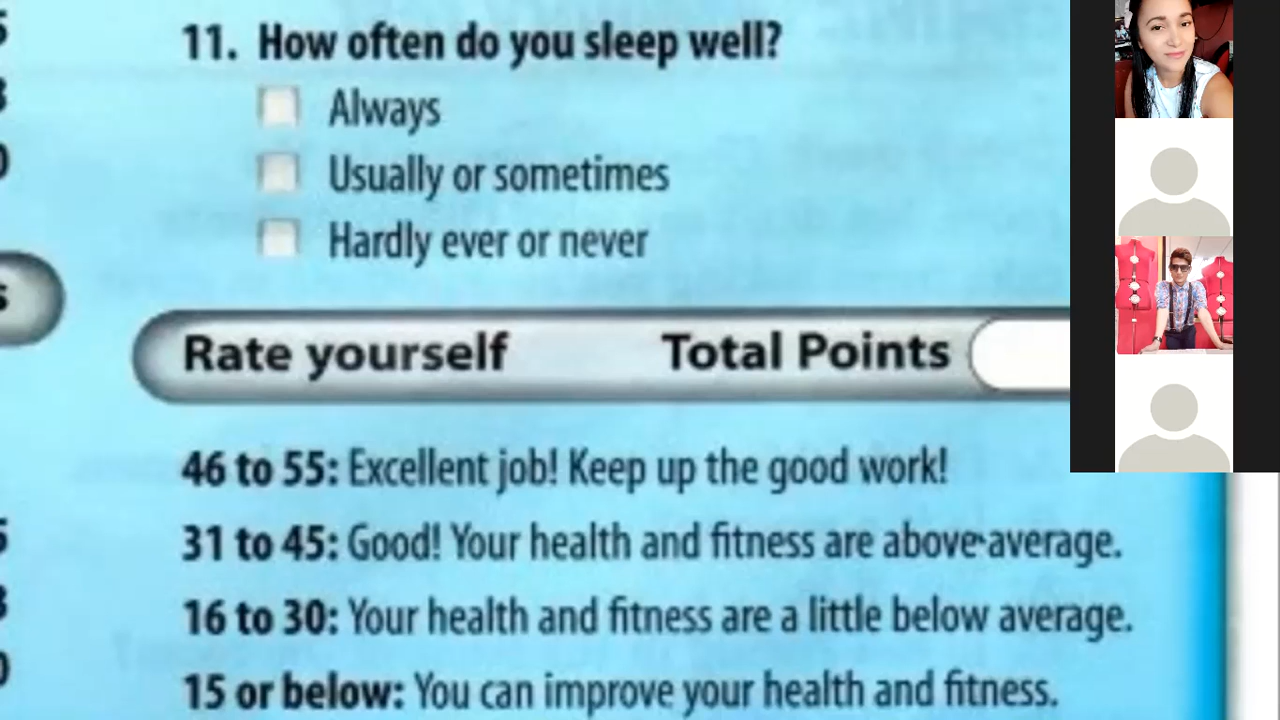 11. How often do you sleep well?
Always
Usually or sometimes
Hardly ever or never
Rate yourself Total Points
46 to 55: Excellent job! Keep up the good work!
31 to 45: Good! Your health and fitness are above average.
16 to 30: Your health and fitness are a little below average.
15 or below: You can improve your health and fitness.